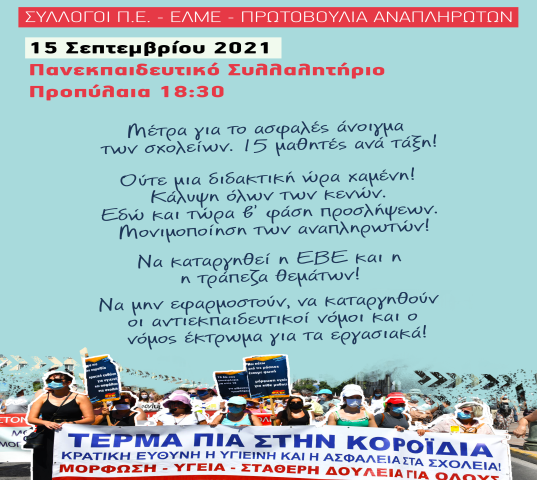 ΣΥΛΛΟΓΟΙ Π.Ε. - ΕΛΜΕ - ΠΡΩΤΟΒΟΥΛΙΑ ΑΝΑΠΛΗΡΩΤΩΝ
15 Σεπτεμβρίου 2021
Πανεκπαιδευτικό Συλλαλητήριο
Προπύλαια 18:30
Μέτρα για το ασφαλές άνοιγμα
των σχολείων. 15 μαθητές ανά τάξη!
Ούτε μια διδακτική ώρα χαμένη!
Κάλυψη όλων των κενών.
Εδώ και τώρα β' φάση προσλήψεων.
Μονιμοποίηση των αναπληρωτών!
Να καταργηθεί η ΕΒΕ και η
η τράπεζα θεμάτων!
Να μην εφαρμοστούν, να καταργηθούν
οι αντιεκπαιδευτικοί νόμοι και ο
νόμος έκτρωμα για τα εργασιακά!
ΤΕΡΜΑ ΠΙΑ ΣΤΗΝ ΚΟΡΟΪΔΙΑ
ΚΡΑΤΙΚΗ ΕΥΘΥΝΗ Η ΥΓΙΕΙΝΗ ΚΑΙ Η ΑΣΦΑΛΕΙΑ ΣΤΑ ΣΧΟΛΕΙΑ!
ΜΟΡΦΩΣΗ - ΥΓΕΙΑ - ΣΤΑΘΕΡΗ ΔΟΥΛΕΙΑ ΓΙΑ ΟΛΟΥΣ